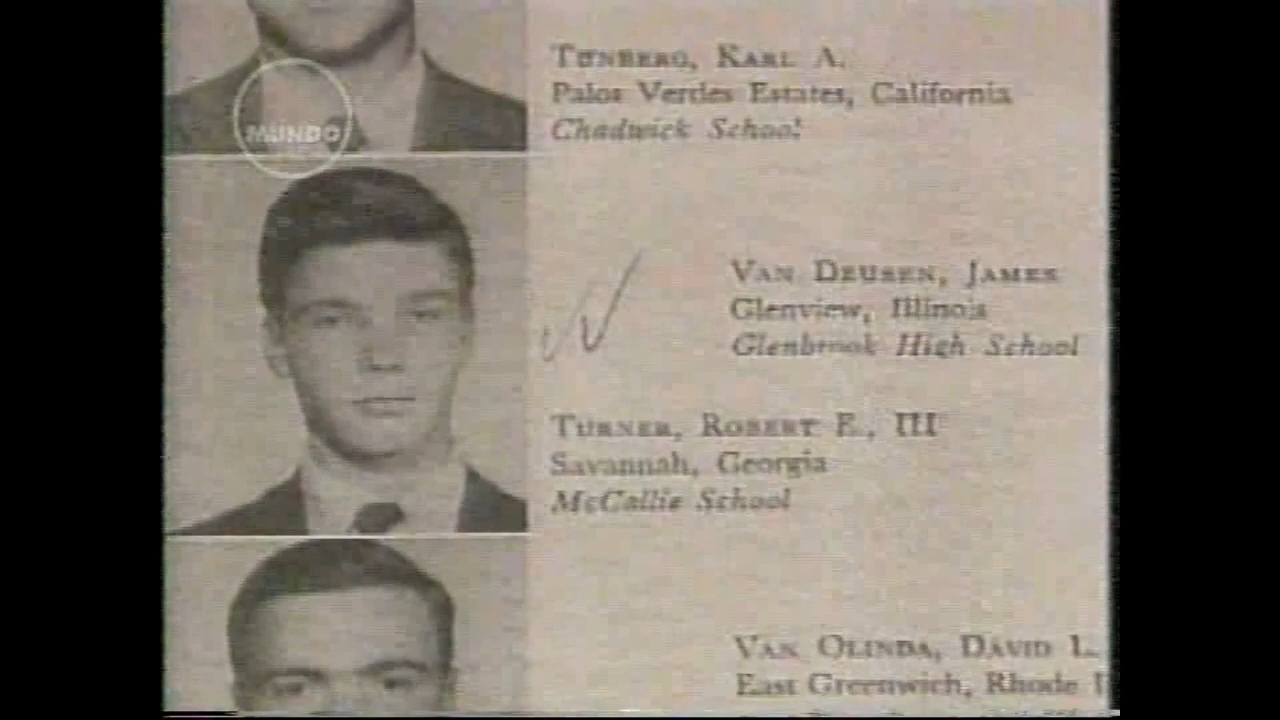 TUNBERG, KARL A.
Palos Verdes Estates, California
Chadwick School
MUNDO
VAN DEUSEN, JAMES
Glenview, Illinois
Glenbrook High School
TURNER, ROBERT E., III
Savannah, Georgia
McCallie School
VAN OLINDA, DAVID L.
East Greenwich, Rhode I